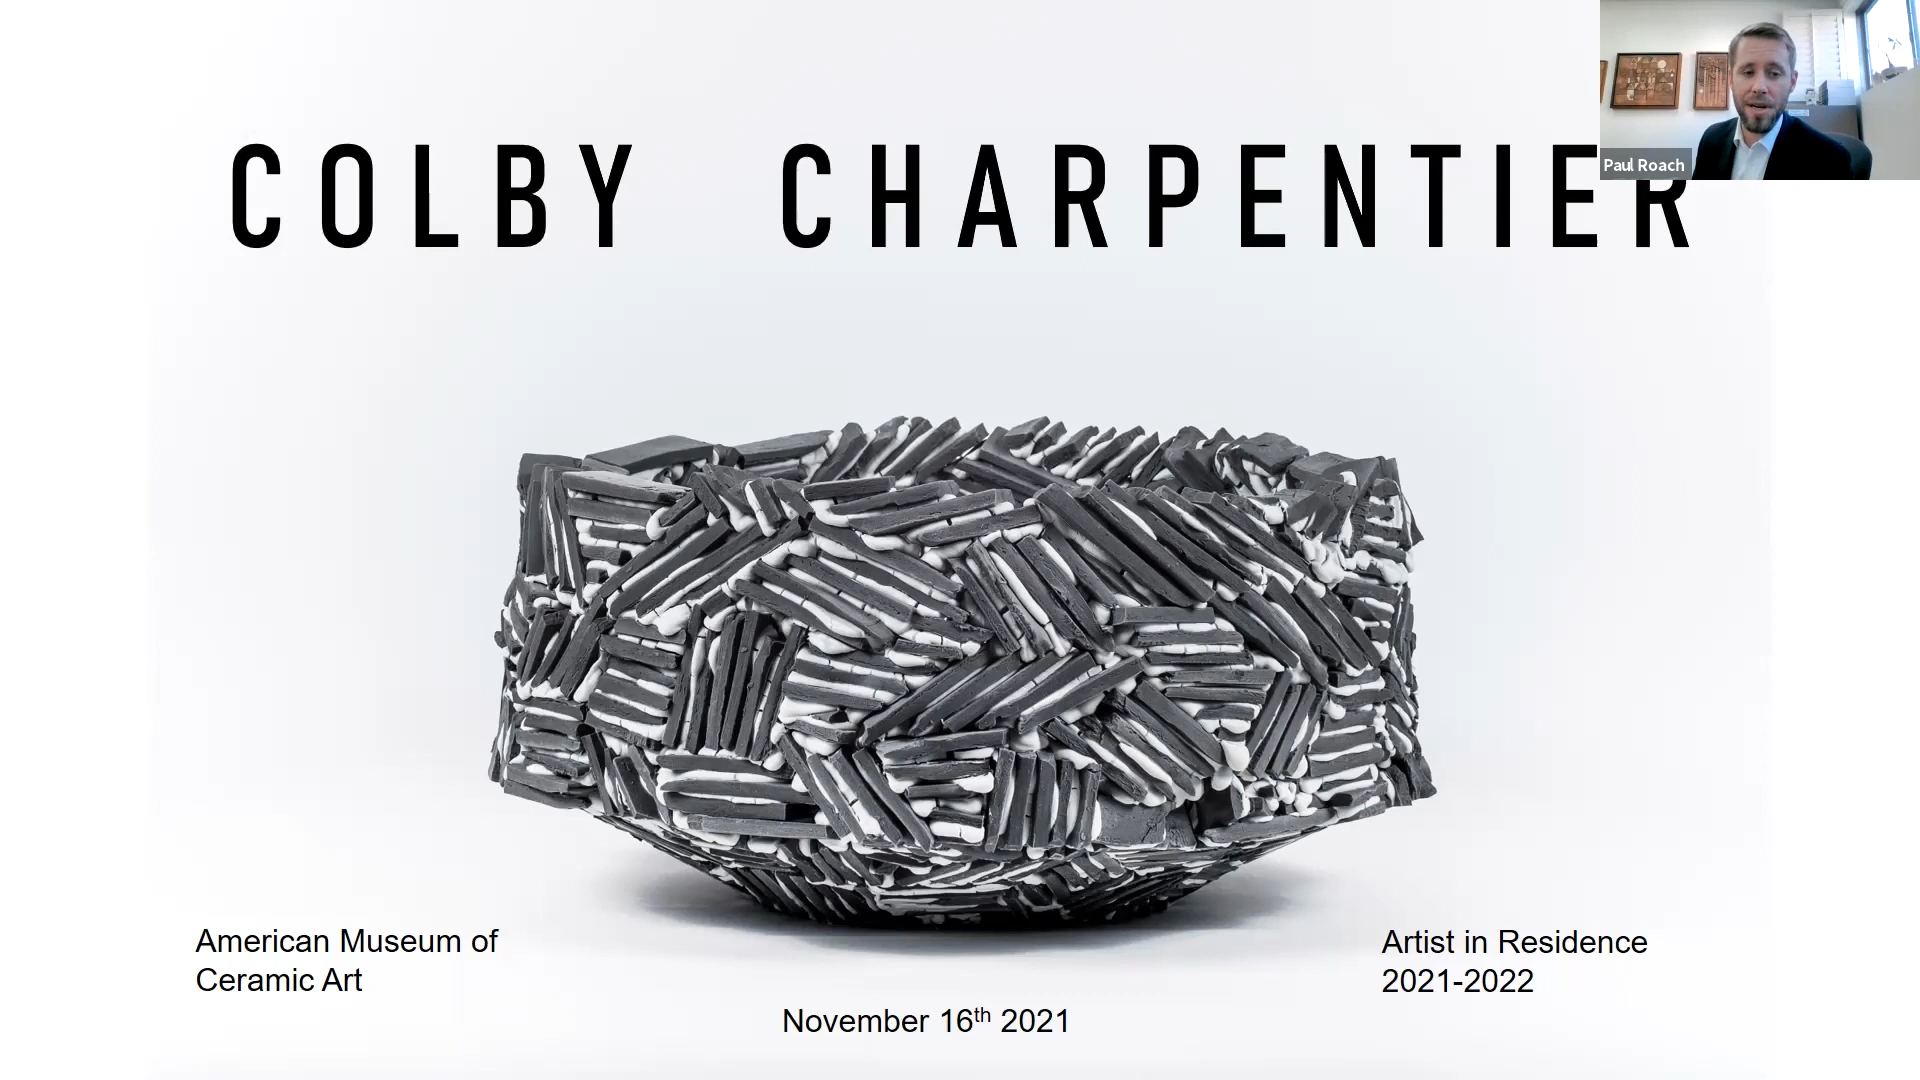 COLBY CHARPENTIER
Paul Roach
American Museum of
Ceramic Art
Artist in Residence
2021-2022
November 16th 2021